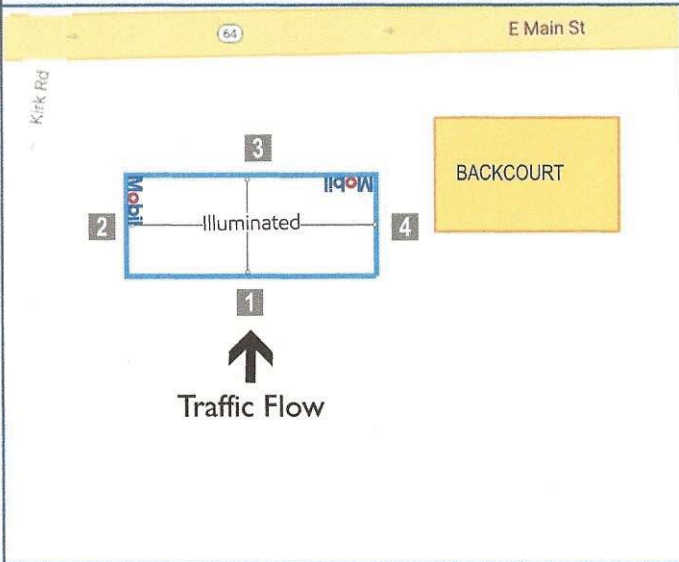 64
E Main St
Kirk Rd
3
Mobil
Mobil
BACKCOURT
2
Illuminated
4
1
Traffic Flow